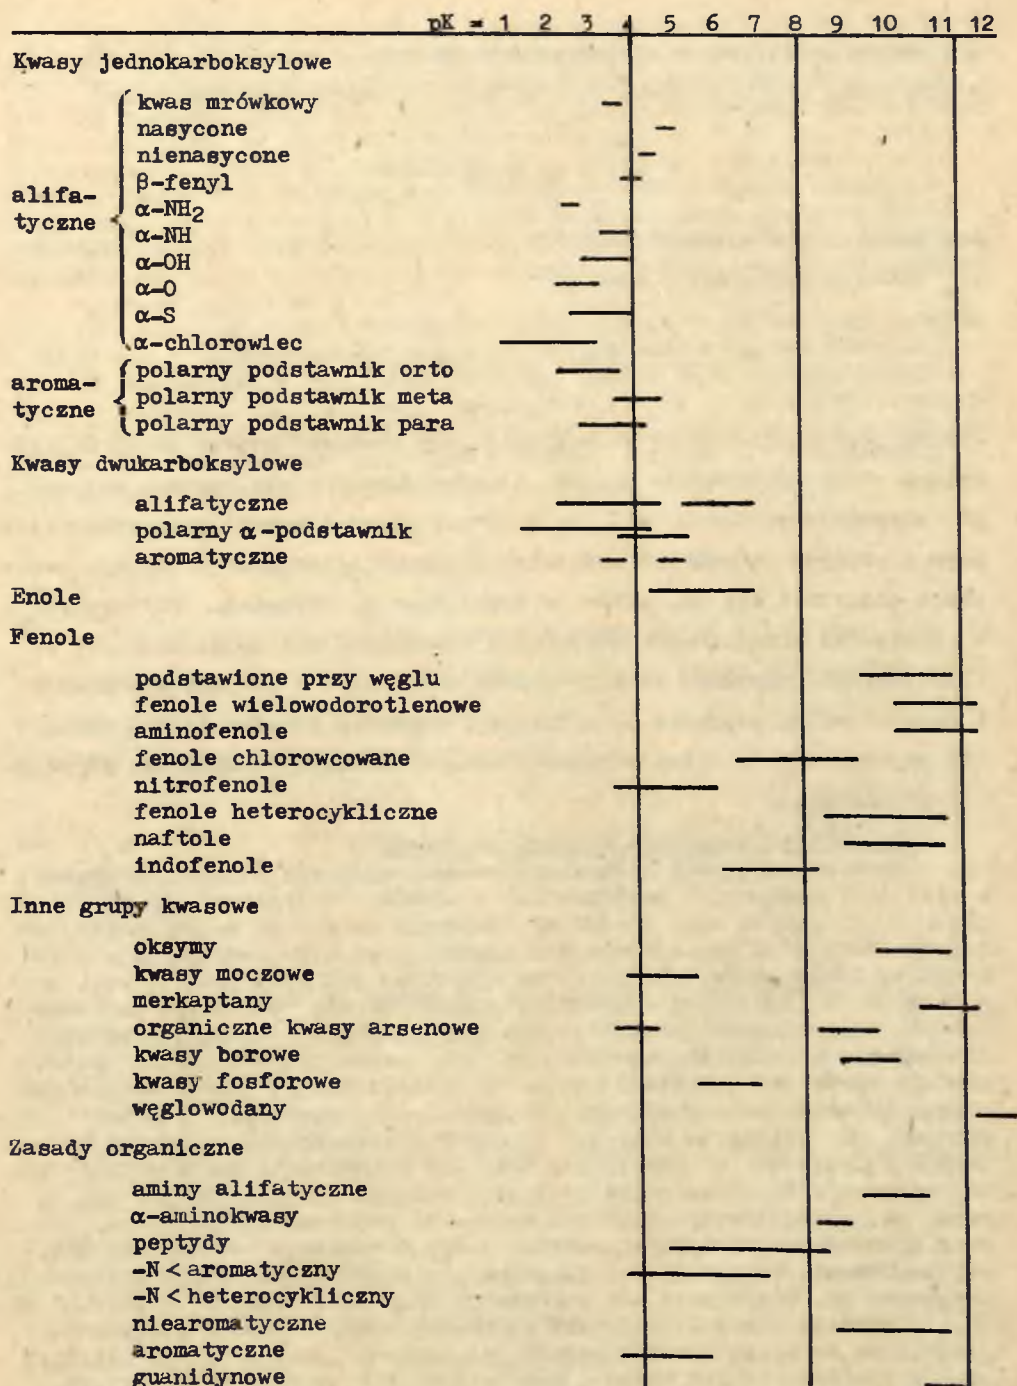 pK = 1 2 3 4 5 6 7 8 9 10 11 12
Kwasy jednokarboksylowe
alifa-
tyczne
kwas mrówkowy
nasycone
nienasycone
β-fenyl
α-NH2
α-NH
α-OH
α-O
α-S
α-chlorowiec
aroma-
tyczne
polarny podstawnik orto
polarny podstawnik meta
polarny podstawnik para
Kwasy dwukarboksylowe
alifatyczne
polarny α-podstawnik
aromatyczne
Enole
Fenole
podstawione przy węglu
fenole wielowodorotlenowe
aminofenole
fenole chlorowcowane
nitrofenole
fenole heterocykliczne
naftole
indofenole
Inne grupy kwasowe
oksymy
kwasy moczowe
merkaptany
organiczne kwasy arsenowe
kwasy borowe
kwasy fosforowe
węglowodany
Zasady organiczne
aminy alifatyczne
α-aminokwasy
peptydy
-N < aromatyczny
-N < heterocykliczny
niearomatyczne
aromatyczne
guanidynowe